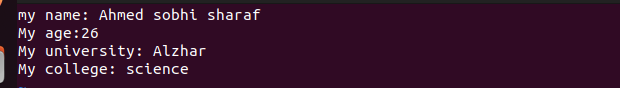 my name: Ahmed sobhi sharaf
My age:26
My university: Alzhar
My college: science